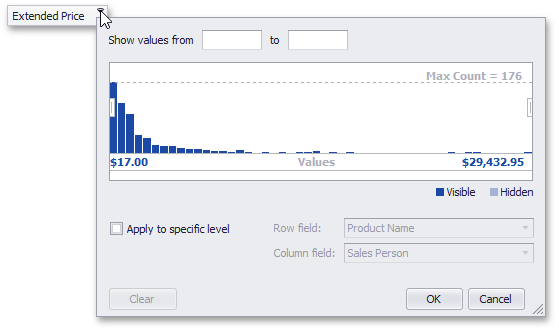 Extended Price
Show values from to
Max Count = 176
$17.00 Values $29,432.95
Visible Hidden
Apply to specific level Row field: Product Name
Column field: Sales Person
Clear OK Cancel